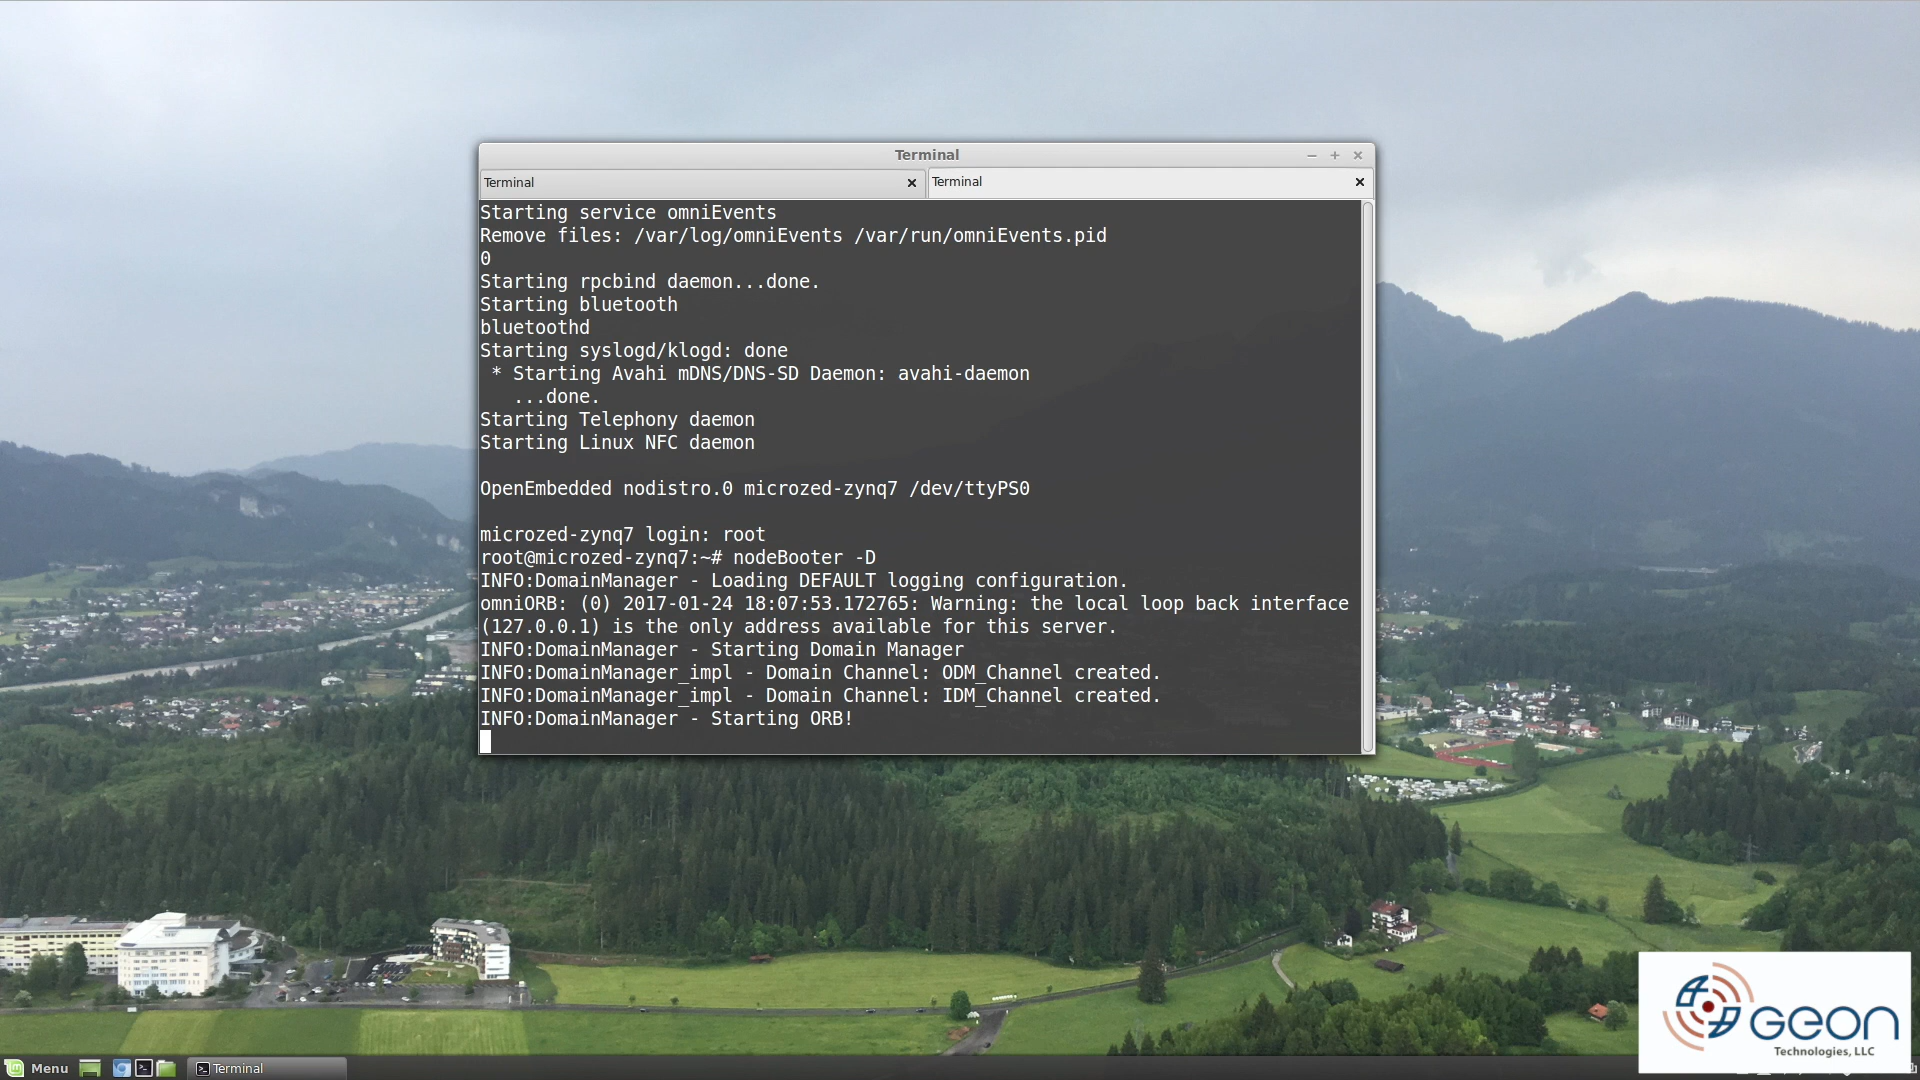 Terminal
Terminal
Terminal
Starting service omniEvents
Remove files: /var/log/omniEvents /var/run/omniEvents.pid
0
Starting rpcbind daemon...done.
Starting bluetooth
bluetoothd
Starting syslogd/klogd: done
 * Starting Avahi mDNS/DNS-SD Daemon: avahi-daemon
   ...done.
Starting Telephony daemon
Starting Linux NFC daemon
OpenEmbedded nodistro.0 microzed-zynq7 /dev/ttyPS0
microzed-zynq7 login: root
root@microzed-zynq7:~# nodeBooter -D
INFO:DomainManager - Loading DEFAULT logging configuration.
omniORB: (0) 2017-01-24 18:07:53.172765: Warning: the local loop back interface
(127.0.0.1) is the only address available for this server.
INFO:DomainManager - Starting Domain Manager
INFO:DomainManager_impl - Domain Channel: ODM_Channel created.
INFO:DomainManager_impl - Domain Channel: IDM_Channel created.
INFO:DomainManager - Starting ORB!
GEON
Technologies, LLC
Menu
Terminal